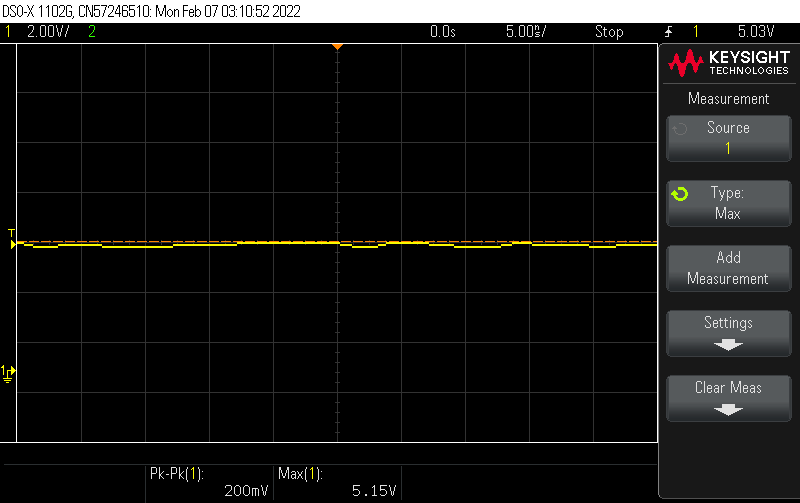 DSO-X 1102G, CN57246510: Mon Feb 07 03:10:52 2022
1 2.00V/ 2 0.0s 5.00ms/ Stop 1 5.03V
KEYSIGHT
TECHNOLOGIES
Measurement
Source
1
Type:
Max
T
Add
Measurement
Settings
1
Clear Meas
Pk-Pk(1):
200mV
Max(1):
5.15V